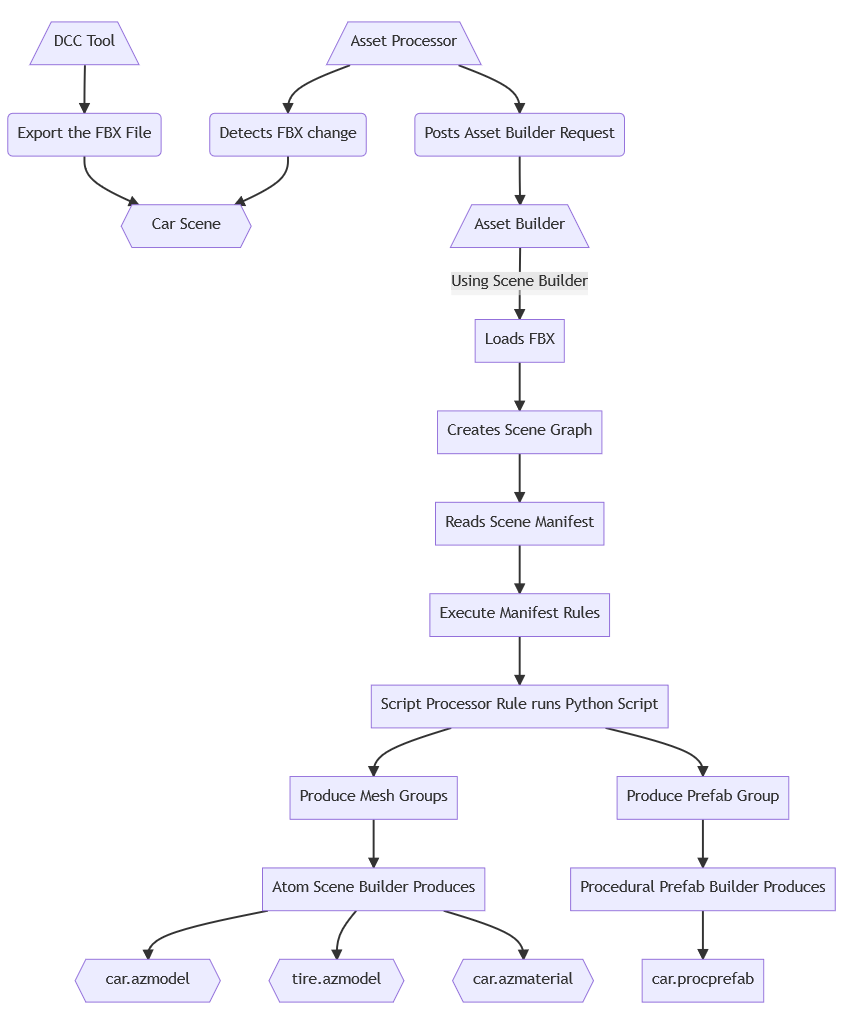 DCC Tool
Asset Processor
Export the FBX File
Detects FBX change
Posts Asset Builder Request
Car Scene
Asset Builder
Using Scene Builder
Loads FBX
Creates Scene Graph
Reads Scene Manifest
Execute Manifest Rules
Script Processor Rule runs Python Script
Produce Mesh Groups
Produce Prefab Group
Atom Scene Builder Produces
Procedural Prefab Builder Produces
car.azmodel
tire.azmodel
car.azmaterial
car.procprefab